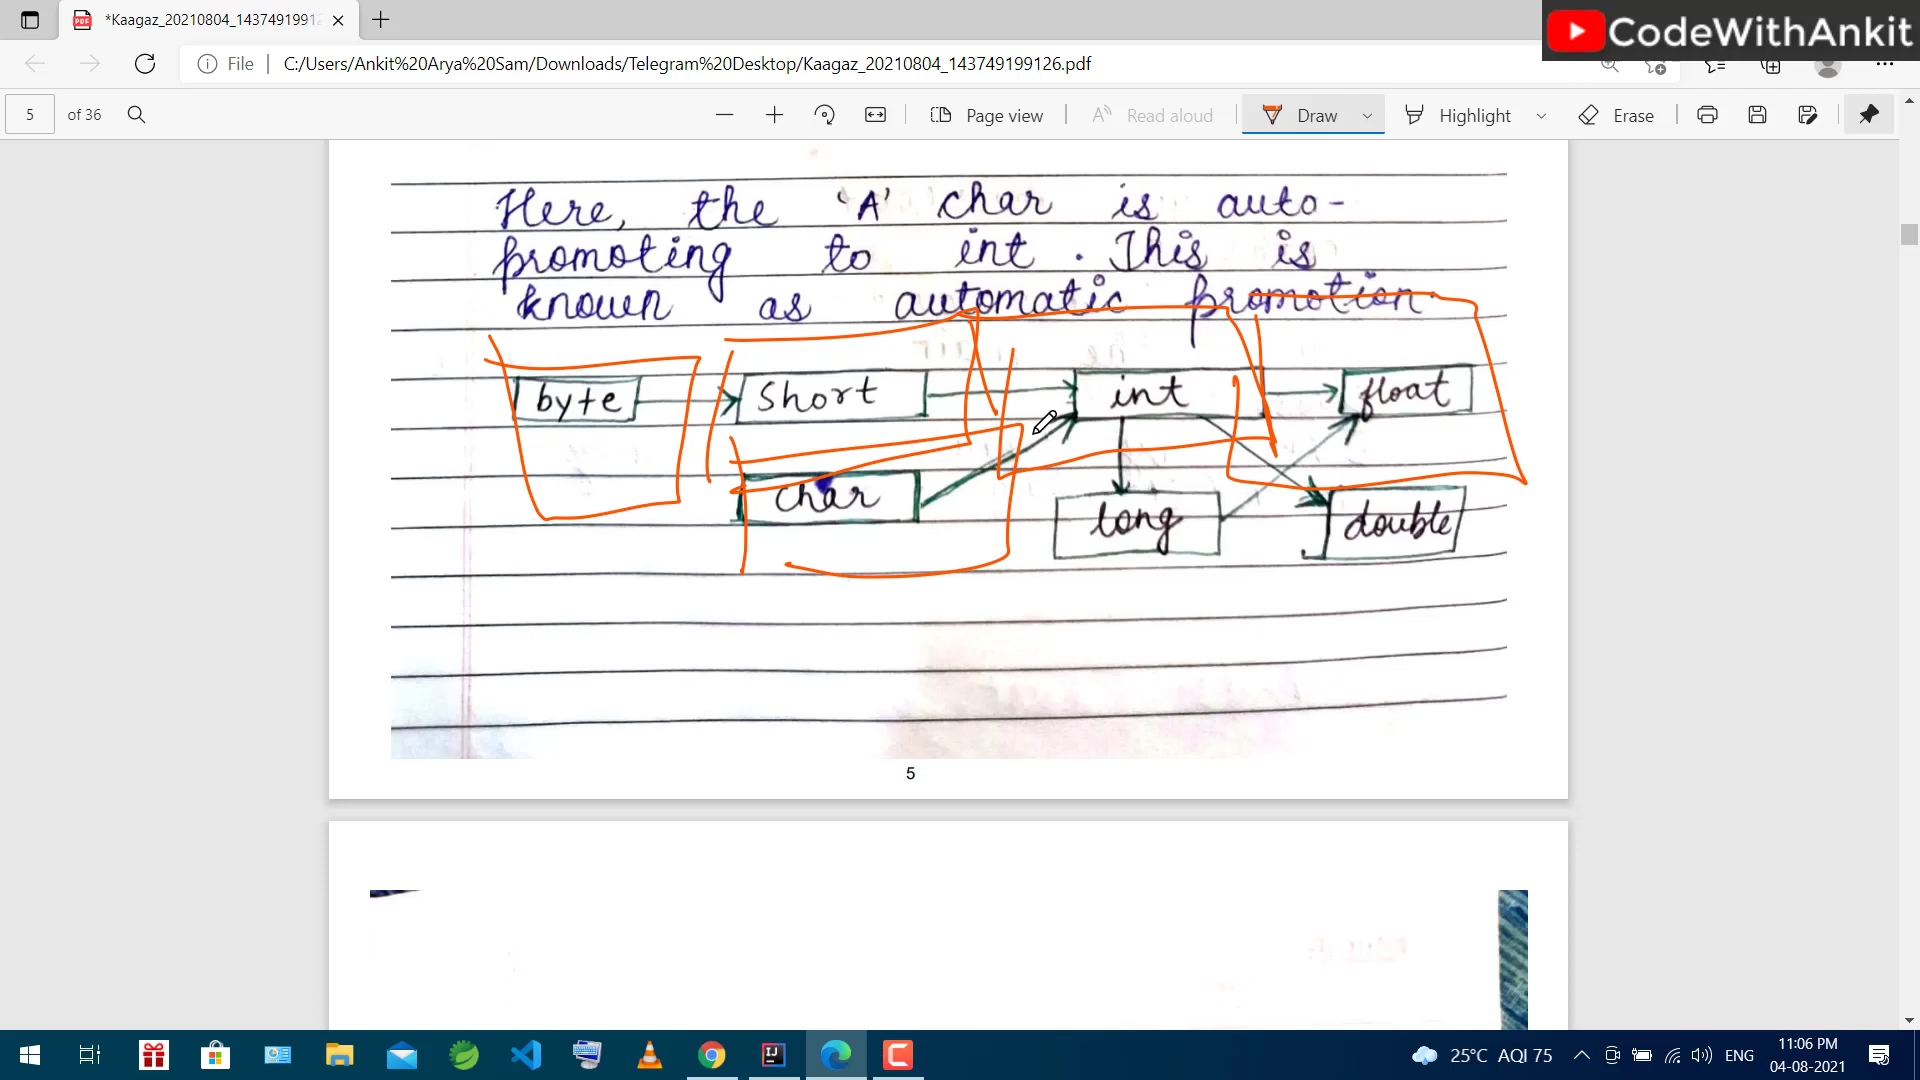 *Kaagaz_20210804_14374919912
CodeWithAnkit
File
C:/Users/Ankit%20Arya%20Sam/Downloads/Telegram%20Desktop/Kaagaz_20210804_143749199126.pdf
5 of 36
Page view
Read aloud
Draw
Highlight
Erase
Here, the 'A' char is auto-
promoting to int. This is
known as automatic promotion.
byte short int float
char long double
5
11:06 PM
25°C AQI 75 ENG
04-08-2021